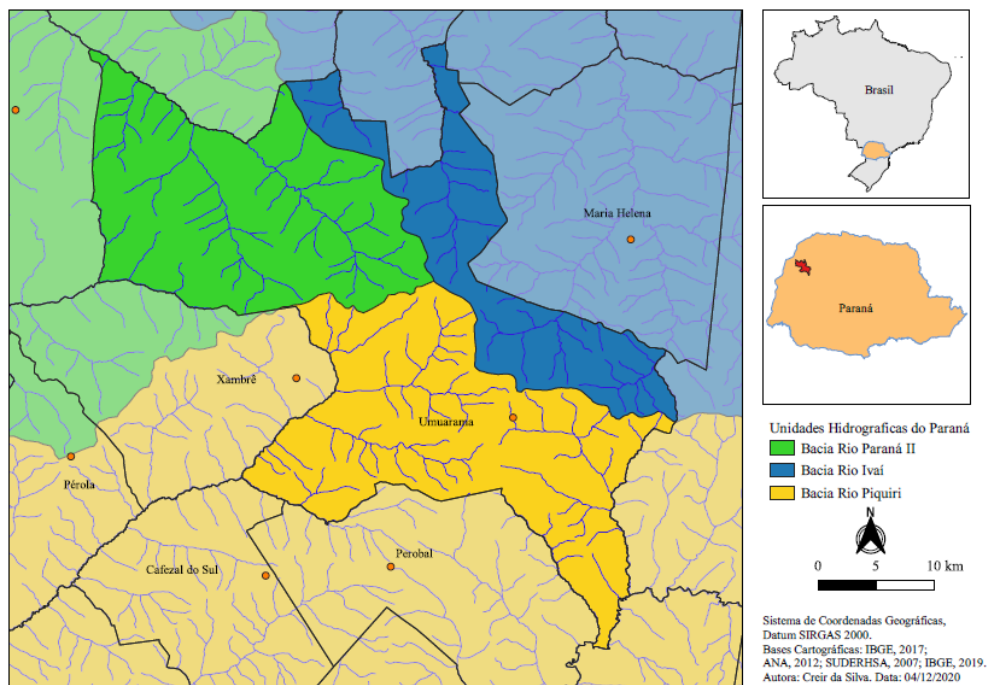 Maria Helena
Xambrê
Umuarama
Pérola
Perobal
Cafezal do Sul
Brasil
Paraná
Unidades Hidrograficas do Paraná
Bacia Rio Paraná II
Bacia Rio Ivaí
Bacia Rio Piquiri
N
0 5 10 km
Sistema de Coordenadas Geográficas,
Datum SIRGAS 2000.
Bases Cartográficas: IBGE, 2017;
ANA, 2012; SUDERHSA, 2007; IBGE, 2019.
Autora: Creir da Silva. Data: 04/12/2020